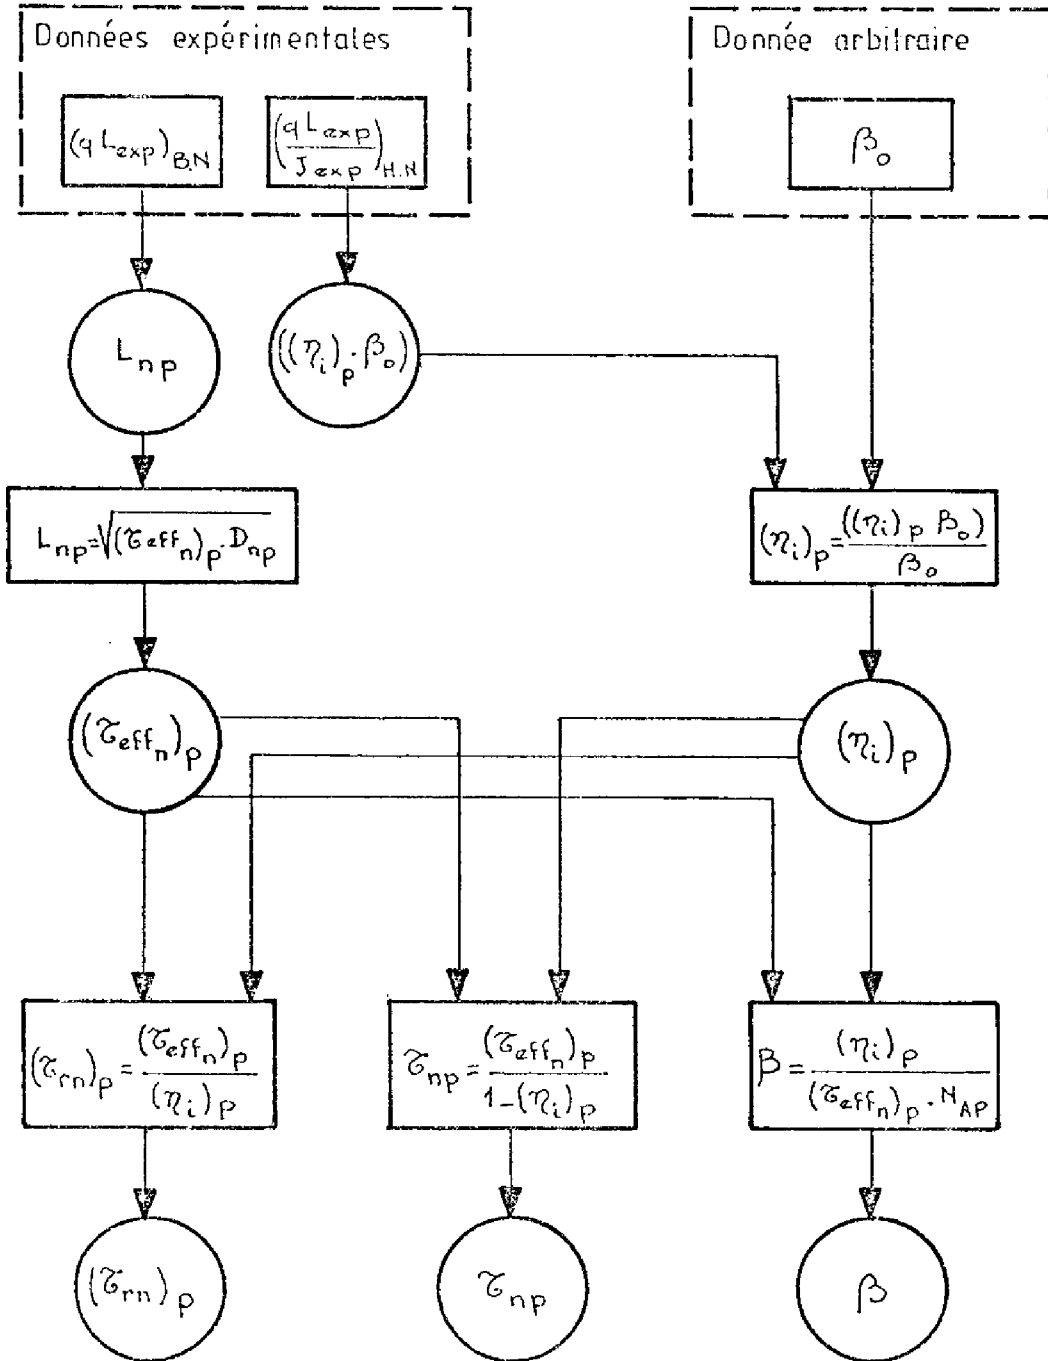 Données expérimentales
Donnée arbitraire
(q L_exp)_B.N
(q L_exp / J_exp)_H.N
β_o
L_np
((η_i)_p . β_o)
L_np = √(τ_eff_n)_p . D_np
(η_i)_p = ((η_i)_p β_o) / β_o
(τ_eff_n)_p
(η_i)_p
(τ_rn)_p = (τ_eff_n)_p / (η_i)_p
τ_np = (τ_eff_n)_p / 1-(η_i)_p
β = (η_i)_p / (τ_eff_n)_p . N_AP
(τ_rn)_p
τ_np
β